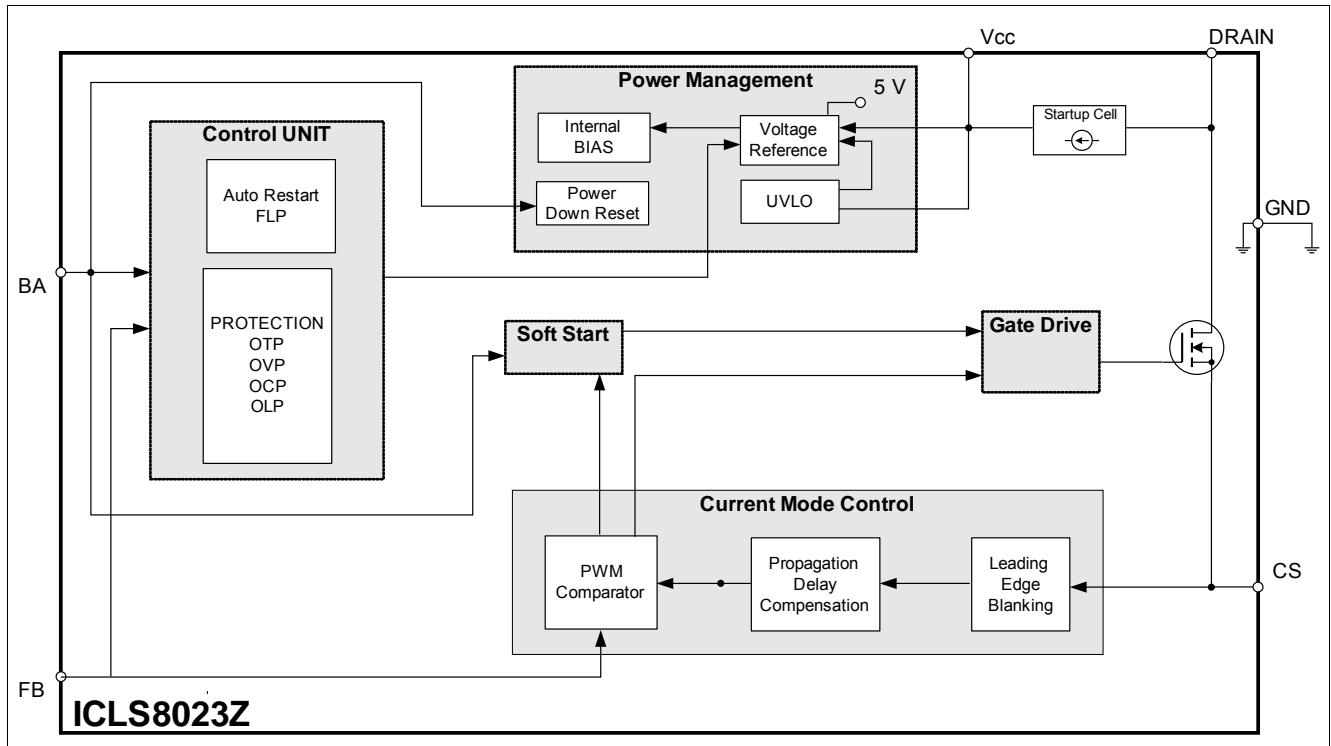 Vcc
DRAIN
Power Management
5 V
Control UNIT
Internal
BIAS
Voltage
Reference
Startup Cell
Auto Restart
FLP
Power
Down Reset
UVLO
GND
BA
PROTECTION
OTP
OVP
OCP
OLP
Soft Start
Gate Drive
Current Mode Control
PWM
Comparator
Propagation
Delay
Compensation
Leading
Edge
Blanking
CS
FB
ICLS8023Z